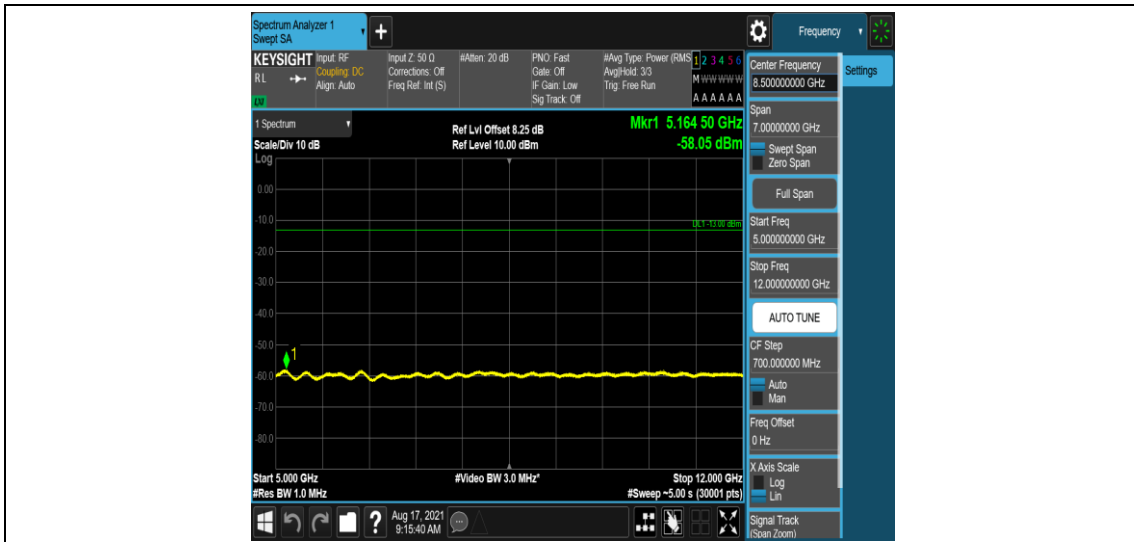 Spectrum Analyzer 1
Swept SA
+
Frequency
KEYSIGHT
RL
LM
Input: RF
Coupling: DC
Align: Auto
Input Z: 50 Ω
Corrections: Off
Freq Ref: Int (S)
#Atten: 20 dB
PNO: Fast
Gate: Off
IF Gain: Low
Sig Track: Off
#Avg Type: Power (RMS
Avg|Hold: 3/3
Trig: Free Run
1 2 3 4 5 6
M W W W W W
A A A A A A
1 Spectrum
Scale/Div 10 dB
Ref Lvl Offset 8.25 dB
Ref Level 10.00 dBm
Mkr1 5.164 50 GHz
-58.05 dBm
Log
0.00
-10.0
DL1 -13.00 dBm
-20.0
-30.0
-40.0
-50.0
1
-60.0
-70.0
-80.0
Start 5.000 GHz
#Res BW 1.0 MHz
#Video BW 3.0 MHz*
Stop 12.000 GHz
#Sweep ~5.00 s (30001 pts)
?
Aug 17, 2021
9:15:40 AM
Center Frequency
8.500000000 GHz
Settings
Span
7.00000000 GHz
Swept Span
Zero Span
Full Span
Start Freq
5.000000000 GHz
Stop Freq
12.000000000 GHz
AUTO TUNE
CF Step
700.000000 MHz
Auto
Man
Freq Offset
0 Hz
X Axis Scale
Log
Lin
Signal Track
(Span Zoom)